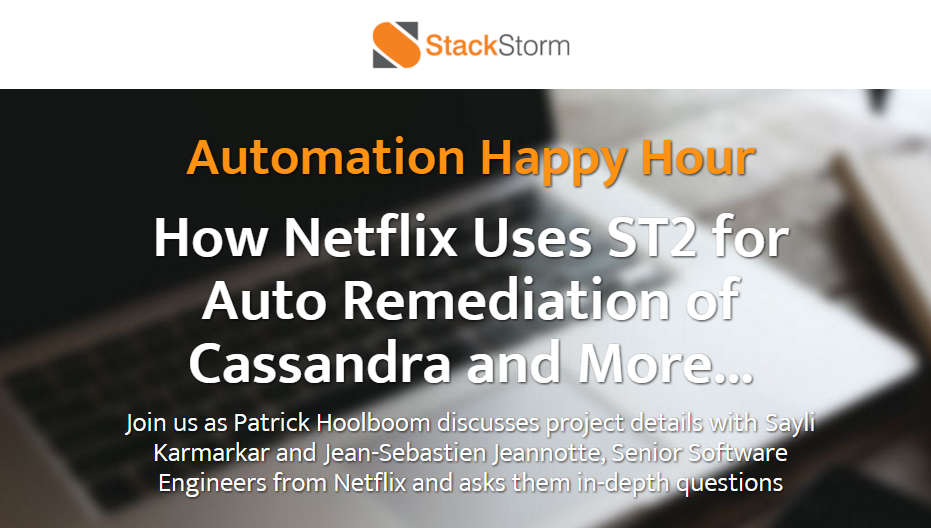 StackStorm
Automation Happy Hour
How Netflix Uses ST2 for
Auto Remediation of
Cassandra and More...
Join us as Patrick Hoolboom discusses project details with Sayli
Karmarkar and Jean-Sebastien Jeannotte, Senior Software
Engineers from Netflix and asks them in-depth questions